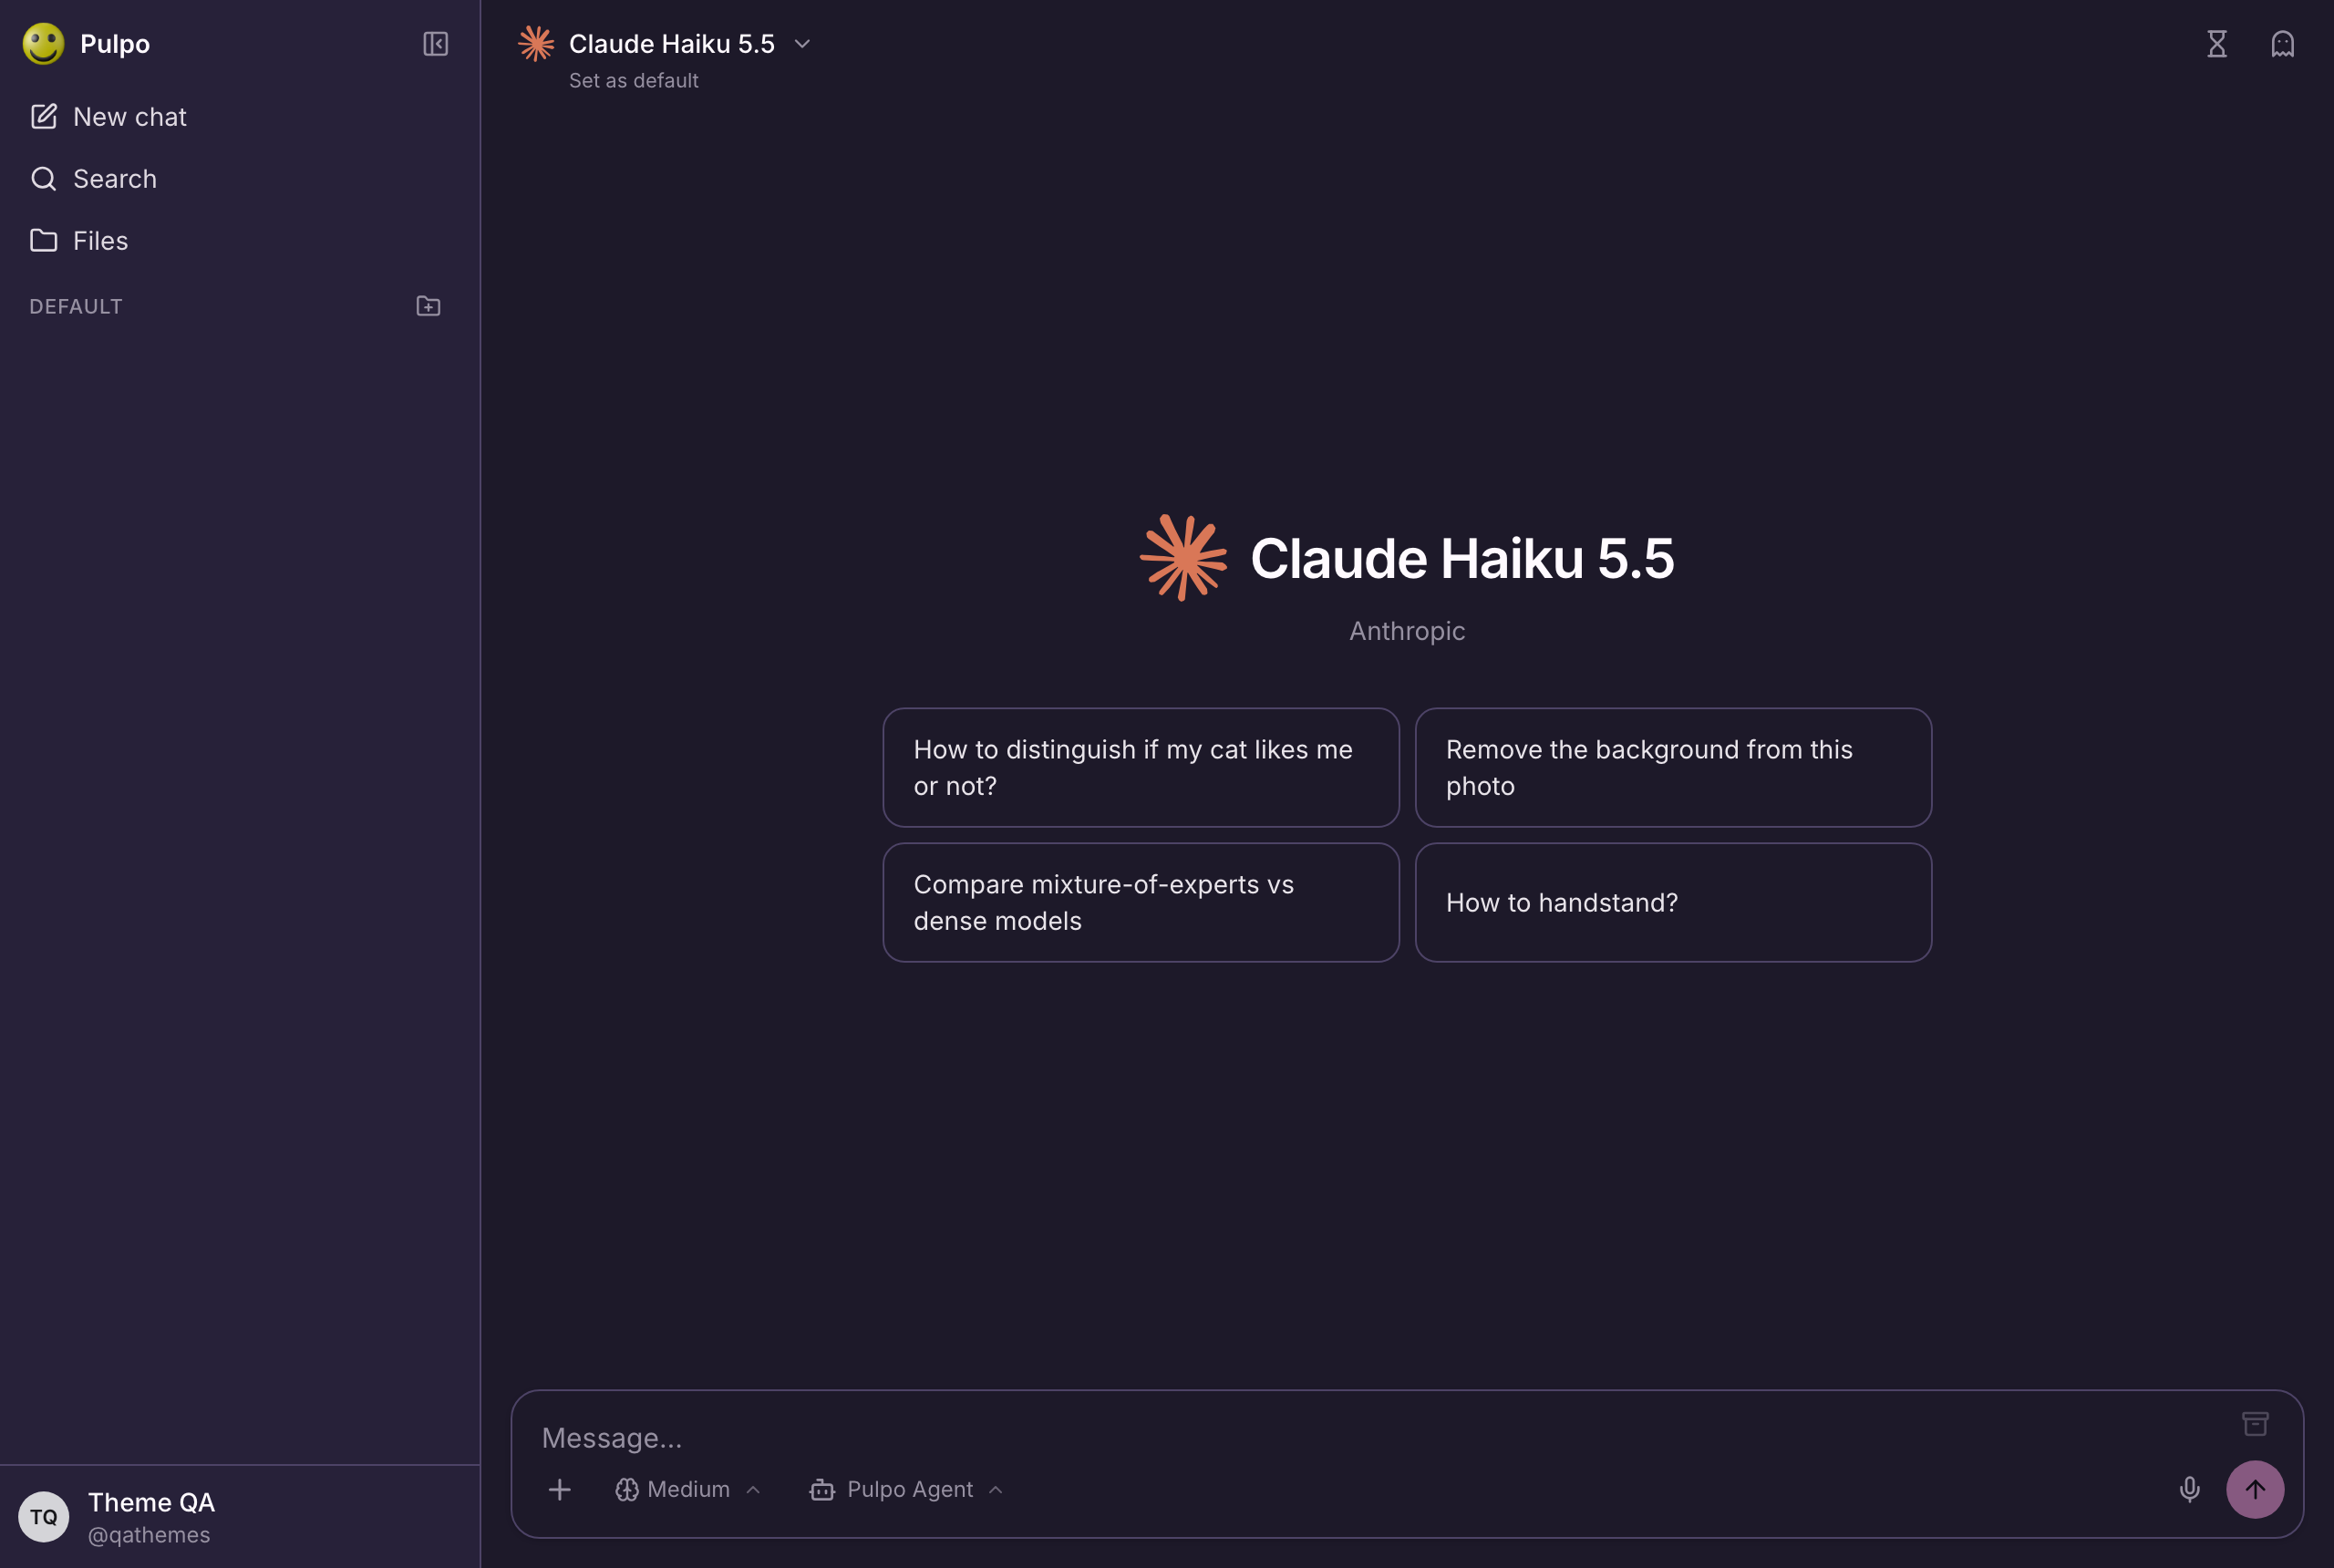 Pulpo
New chat
Search
Files
DEFAULT
Theme QA
TQ
@qathemes
Claude Haiku 5.5
Set as default
Claude Haiku 5.5
Anthropic
How to distinguish if my cat likes me
or not?
Remove the background from this
photo
Compare mixture-of-experts vs
dense models
How to handstand?
Message...
Medium
Pulpo Agent